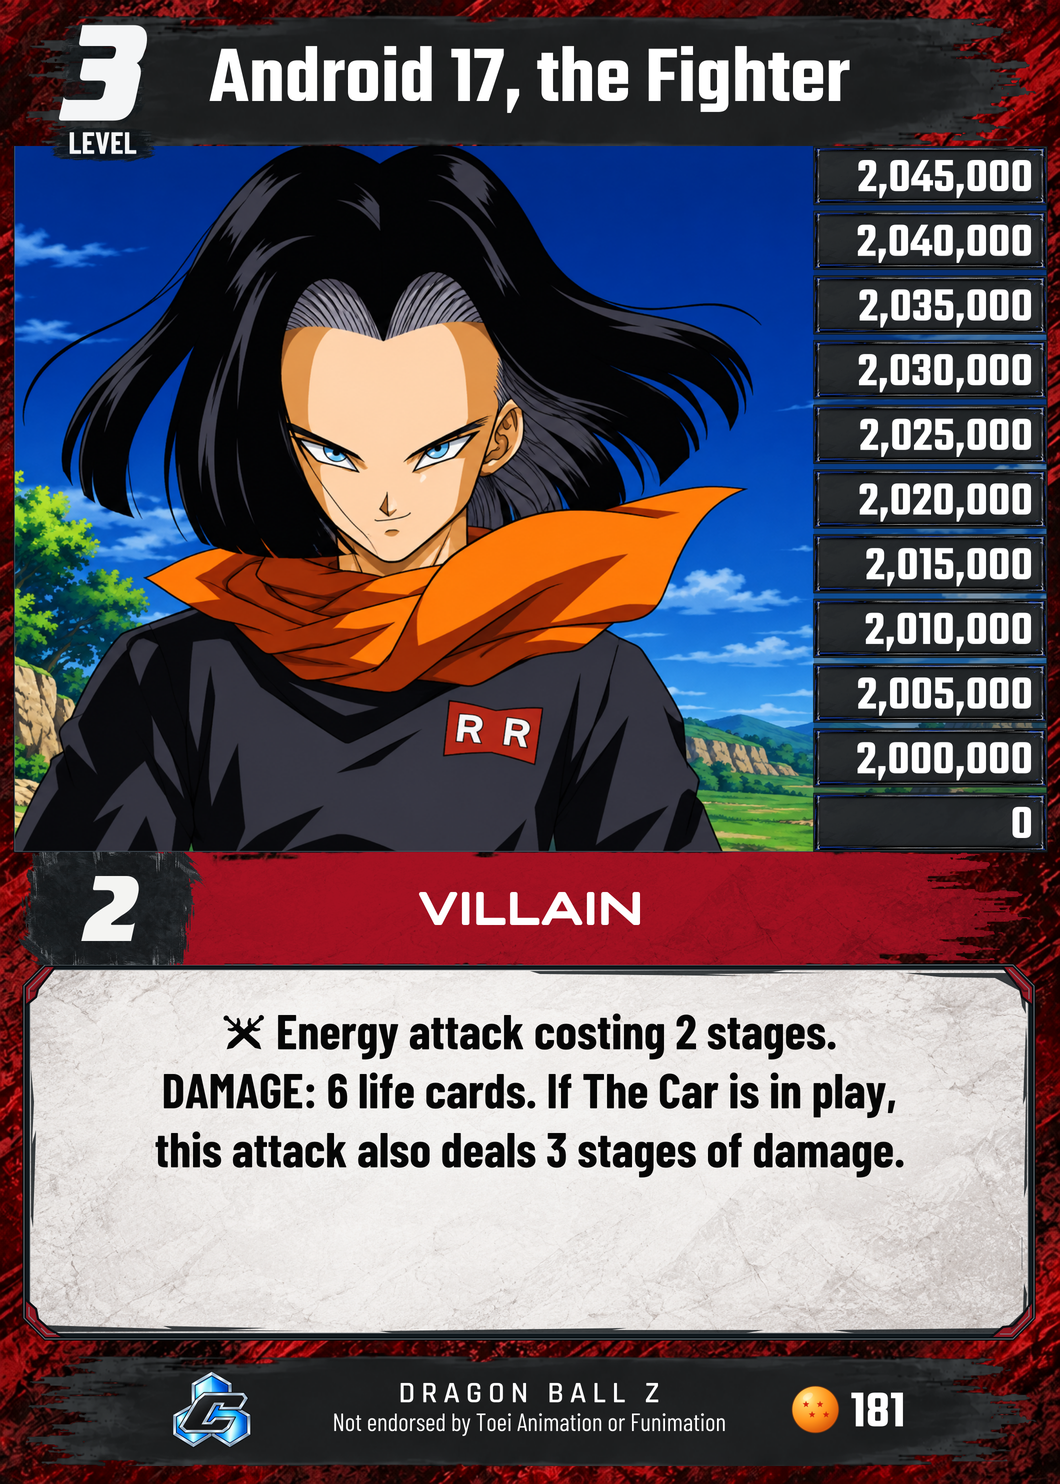 3
LEVEL
Android 17, the Fighter
2,045,000
2,040,000
2,035,000
2,030,000
2,025,000
2,020,000
2,015,000
2,010,000
2,005,000
2,000,000
0
R R
2
VILLAIN
Energy attack costing 2 stages.
DAMAGE: 6 life cards. If The Car is in play,
this attack also deals 3 stages of damage.
G
DRAGON BALL Z
Not endorsed by Toei Animation or Funimation
181